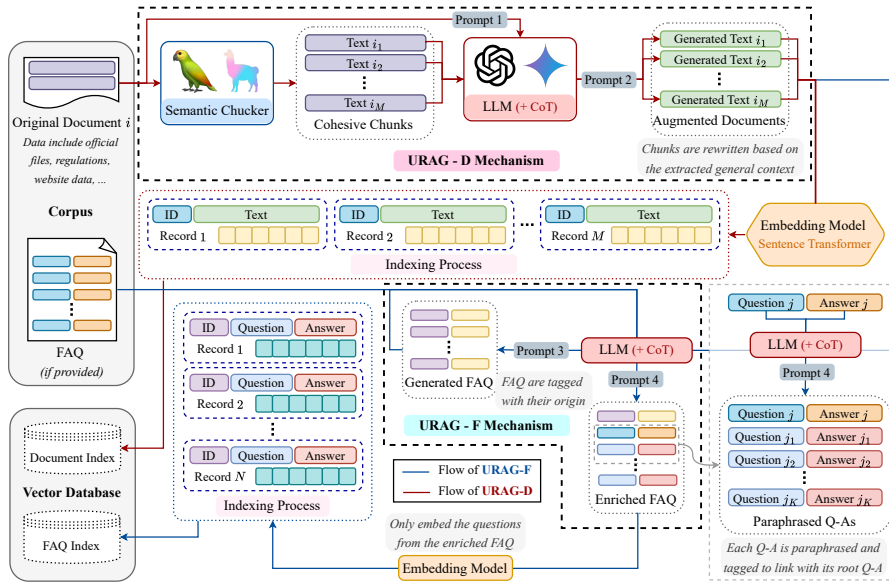 Original Document i
Data include official
files, regulations,
website data, ...
Corpus
FAQ
(if provided)
Document Index
Vector Database
FAQ Index
Prompt 1
Semantic Chucker
Text i1
Text i2
Text iM
Cohesive Chunks
LLM (+ CoT)
Prompt 2
Generated Text i1
Generated Text i2
Generated Text iM
Augmented Documents
URAG - D Mechanism
Chunks are rewritten based on
the extracted general context
ID Text
Record 1
ID Text
Record 2
ID Text
Record M
Indexing Process
Embedding Model
Sentence Transformer
ID Question Answer
Record 1
ID Question Answer
Record 2
ID Question Answer
Record N
Indexing Process
Generated FAQ
Prompt 3
LLM (+ CoT)
FAQ are tagged
with their origin
Prompt 4
URAG - F Mechanism
Enriched FAQ
Flow of URAG-F
Flow of URAG-D
Only embed the questions
from the enriched FAQ
Embedding Model
Question j Answer j
LLM (+ CoT)
Prompt 4
Question j Answer j
Question j1 Answer j1
Question j2 Answer j2
Question jK Answer jK
Paraphrased Q-As
Each Q-A is paraphrased and
tagged to link with its root Q-A